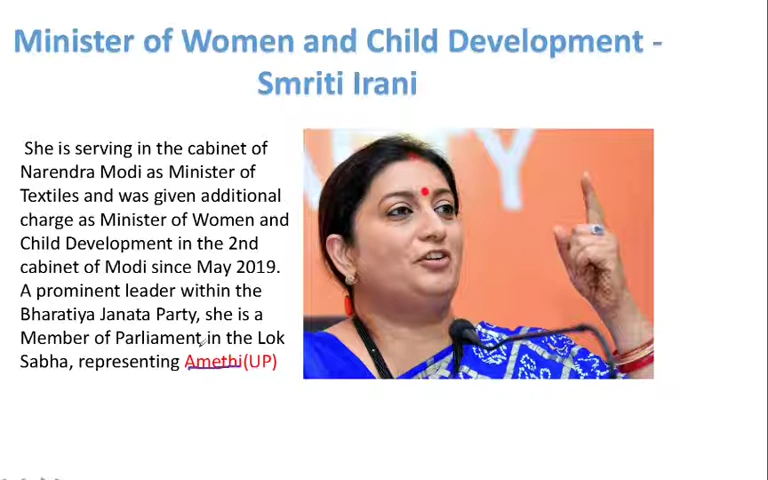 Minister of Women and Child Development -
Smriti Irani
She is serving in the cabinet of
Narendra Modi as Minister of
Textiles and was given additional
charge as Minister of Women and
Child Development in the 2nd
cabinet of Modi since May 2019.
A prominent leader within the
Bharatiya Janata Party, she is a
Member of Parliament in the Lok
Sabha, representing Amethi(UP)